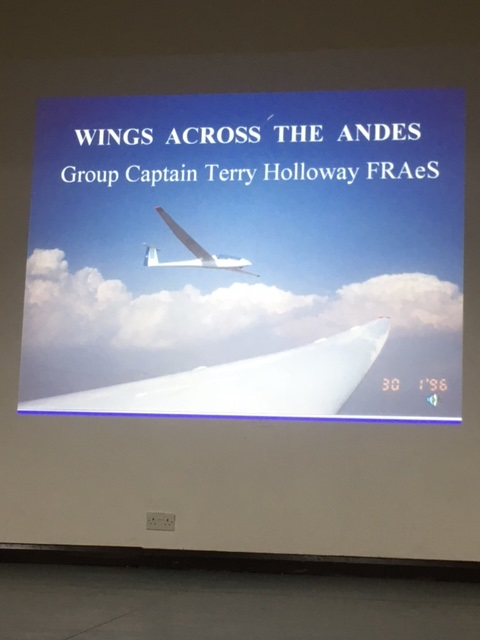 WINGS ACROSS THE ANDES
Group Captain Terry Holloway FRAeS
30 1'96